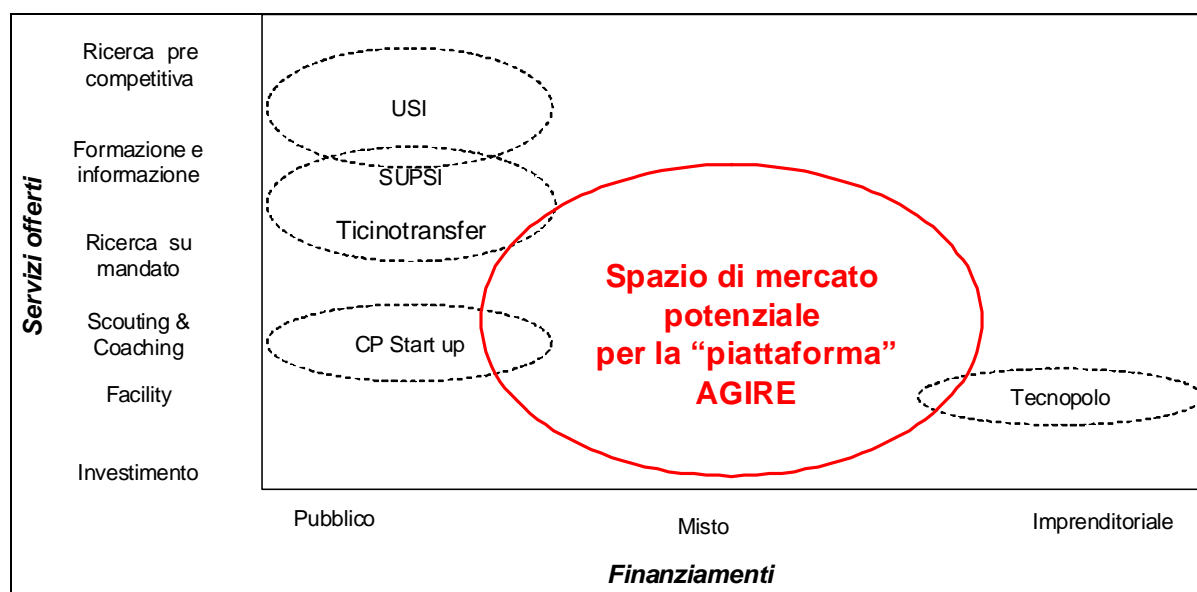 Servizi offerti
Ricerca pre
competitiva
Formazione e
informazione
Ricerca su
mandato
Scouting &
Coaching
Facility
Investimento
USI
SUPSI
Ticinotransfer
CP Start up
Spazio di mercato
potenziale
per la “piattaforma”
AGIRE
Tecnopolo
Pubblico
Misto
Imprenditoriale
Finanziamenti